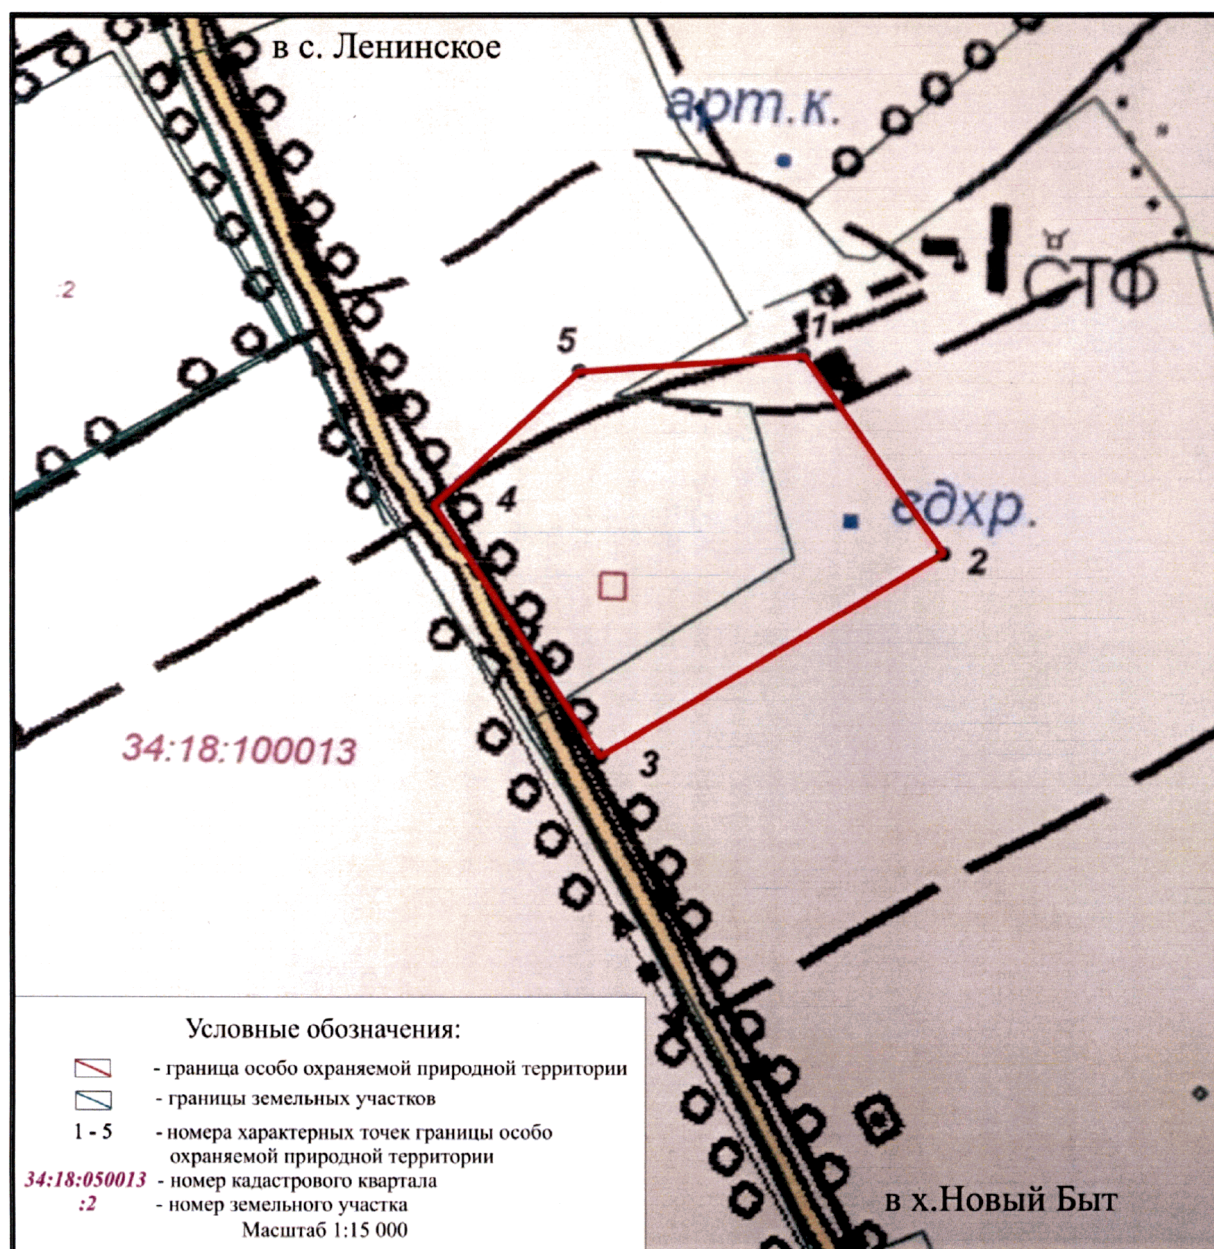 в с. Ленинское
арт.к.
:2
СТФ
1
5
вдхр.
4
2
34:18:100013
3
Условные обозначения:
- граница особо охраняемой природной территории
- границы земельных участков
1 - 5 - номера характерных точек границы особо
охраняемой природной территории
34:18:050013 - номер кадастрового квартала
:2 - номер земельного участка
Масштаб 1:15 000
в х.Новый Быт